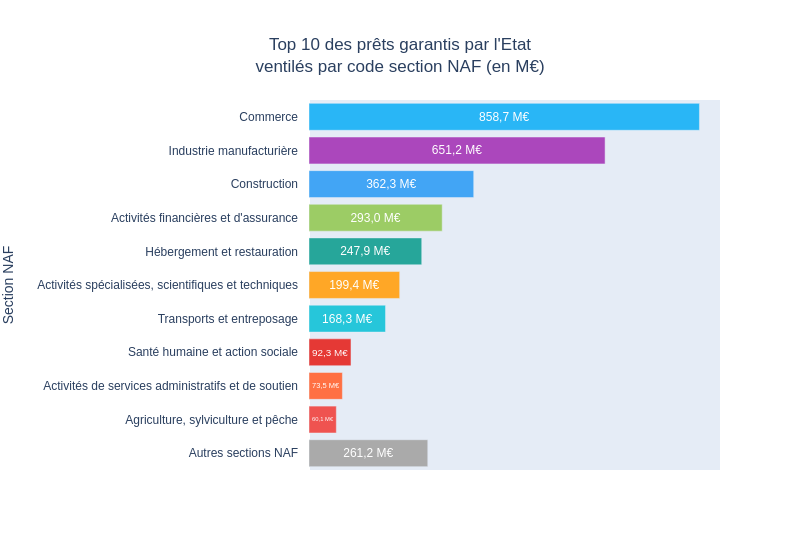 Top 10 des prêts garantis par l'Etat
ventilés par code section NAF (en M€)
Section NAF
Commerce 858,7 M€
Industrie manufacturière 651,2 M€
Construction 362,3 M€
Activités financières et d'assurance 293,0 M€
Hébergement et restauration 247,9 M€
Activités spécialisées, scientifiques et techniques 199,4 M€
Transports et entreposage 168,3 M€
Santé humaine et action sociale 92,3 M€
Activités de services administratifs et de soutien 73,5 M€
Agriculture, sylviculture et pêche 60,1 M€
Autres sections NAF 261,2 M€